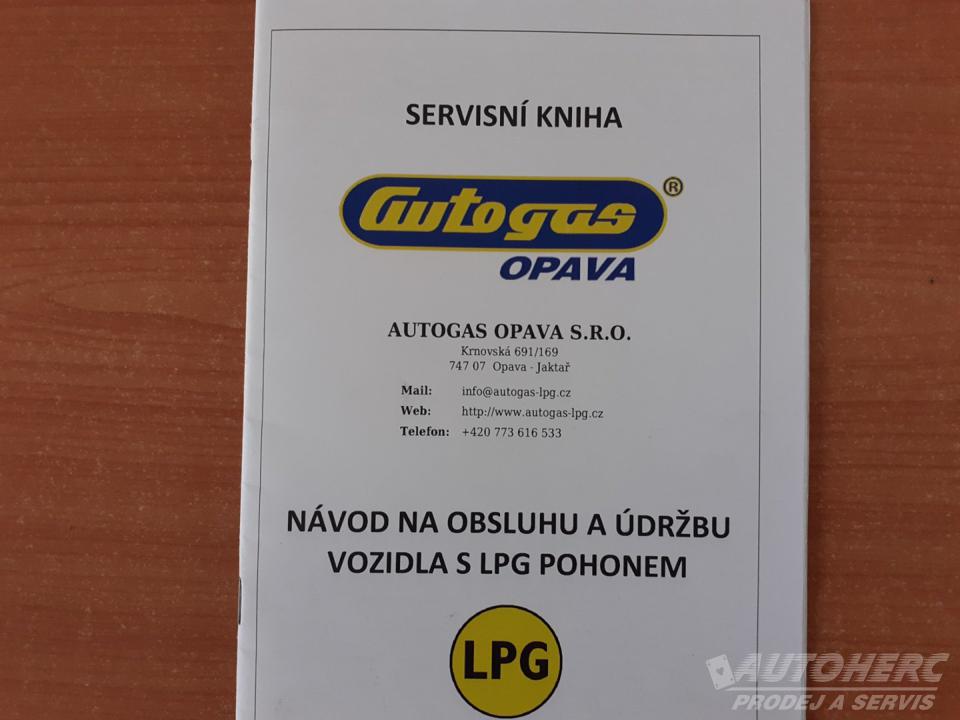 SERVISNÍ KNIHA
Autogas ®
OPAVA
AUTOGAS OPAVA S.R.O.
Krnovská 691/169
747 07 Opava - Jaktař
Mail: info@autogas-lpg.cz
Web: http://www.autogas-lpg.cz
Telefon: +420 773 616 533
NÁVOD NA OBSLUHU A ÚDRŽBU
VOZIDLA S LPG POHONEM
LPG
AUTOHERC
PRODEJ A SERVIS